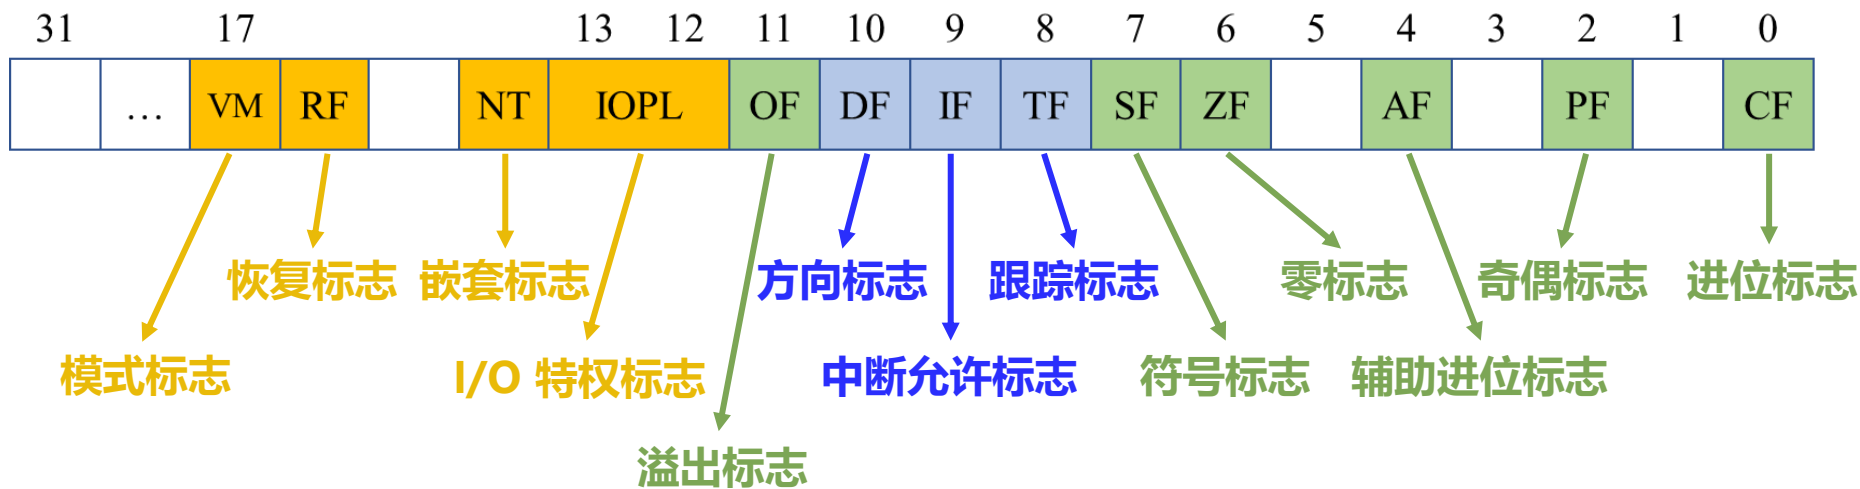 31 17 13 12 11 10 9 8 7 6 5 4 3 2 1 0
... VM RF NT IOPL OF DF IF TF SF ZF AF PF CF
恢复标志 嵌套标志 方向标志 跟踪标志 零标志 奇偶标志 进位标志
模式标志 I/O 特权标志 中断允许标志 符号标志 辅助进位标志
溢出标志